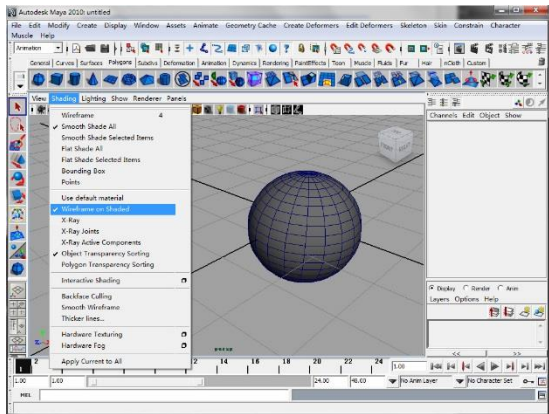 Autodesk Maya 2010: untitled
File Edit Modify Create Display Window Assets Animate Geometry Cache Create Deformers Edit Deformers Skeleton Skin Constrain Character
Muscle Help
Animation
General Curves Surfaces Polygons Subdivs Deformation Animation Dynamics Rendering PaintEffects Toon Muscle Fluids Fur Hair nCloth Custom
View Shading Lighting Show Renderer Panels
Channels Edit Object Show
Wireframe 4
Smooth Shade All
Smooth Shade Selected Items
Flat Shade All
Flat Shade Selected Items
Bounding Box
Points
Use default material
Wireframe on Shaded
X-Ray
X-Ray Joints
X-Ray Active Components
Object Transparency Sorting
Polygon Transparency Sorting
Interactive Shading
Backface Culling
Smooth Wireframe
Thicker lines...
Hardware Texturing
Hardware Fog
Apply Current to All
persp
Display Render Anim
Layers Options Help
<< >>
2 12 14 16 18 20 22 24 1.00
1.00 1.00 24.00 48.00 No Anim Layer No Character Set
MEL